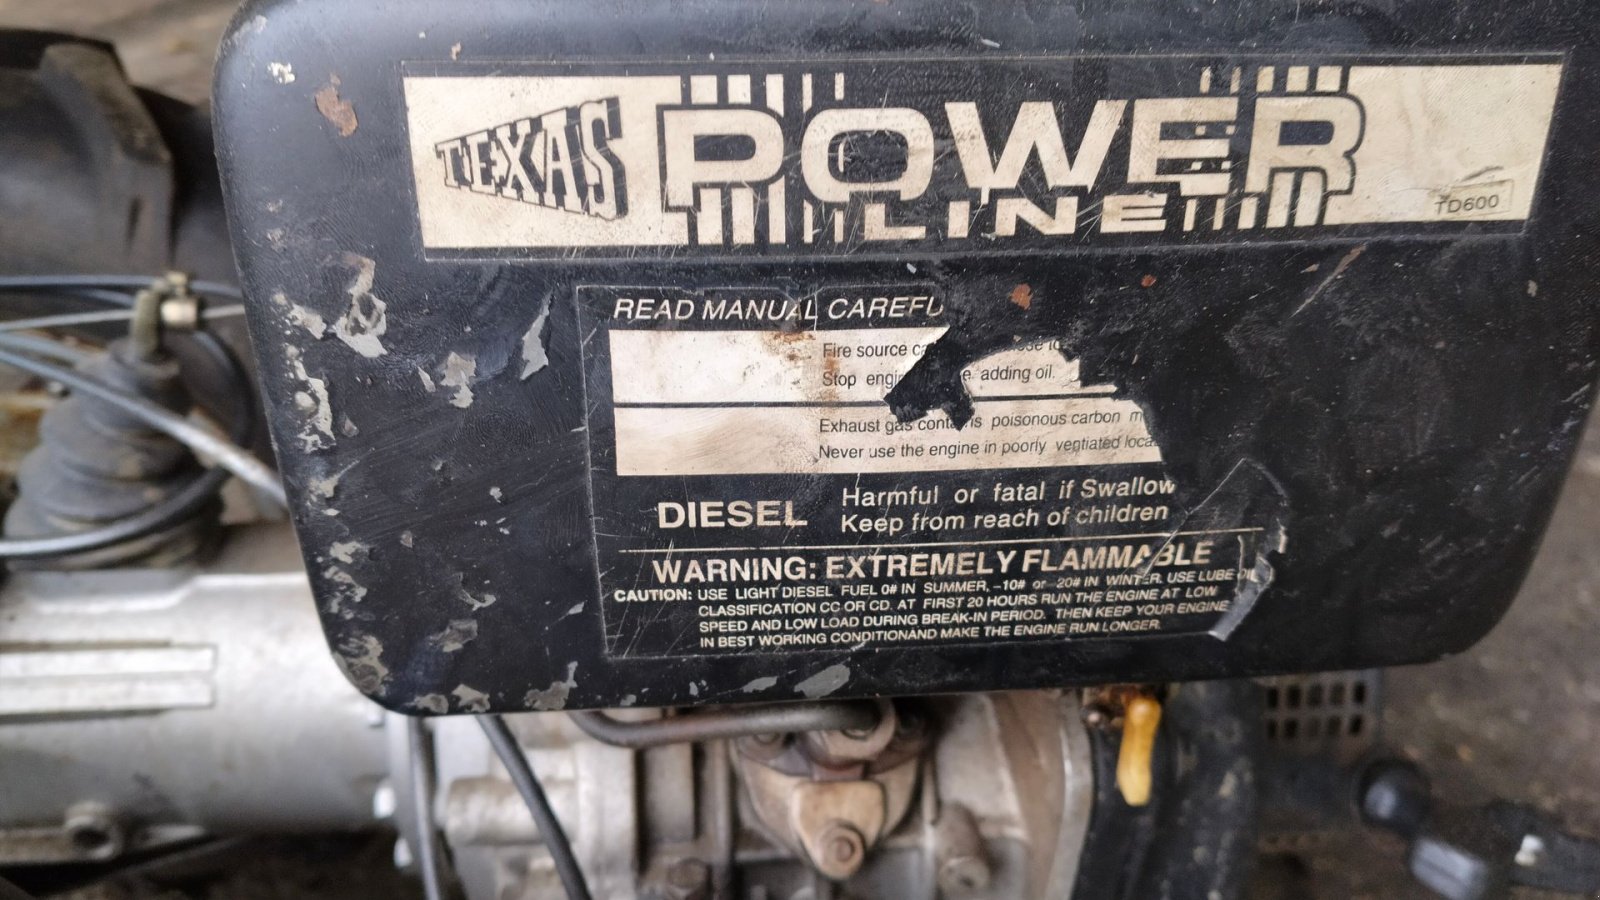 TEXAS POWER
LINE
TD600
READ MANUAL CAREFU
Fire source
Stop adding oil.
Exhaust gas contains poisonous carbon
Never use the engine in poorly ventiated
DIESEL
Harmful or fatal if Swallow
Keep from reach of children
WARNING: EXTREMELY FLAMMABLE
CAUTION: USE LIGHT DIESEL FUEL 0# IN SUMMER, -10# or -20# IN WINTER. USE LUBE OIL
CLASSIFICATION CC OR CD. AT FIRST 20 HOURS RUN THE ENGINE AT LOW
SPEED AND LOW LOAD DURING BREAK-IN PERIOD. THEN KEEP YOUR ENGINE
IN BEST WORKING CONDITIONAND MAKE THE ENGINE RUN LONGER.